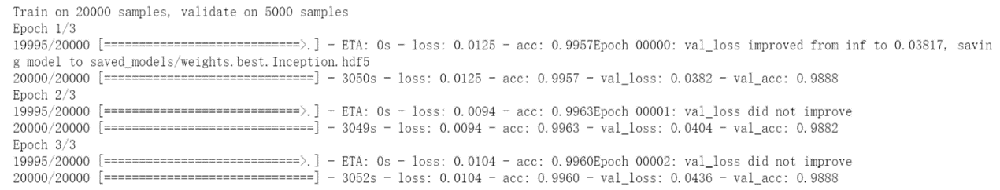 Train on 20000 samples, validate on 5000 samples
Epoch 1/3
19995/20000 [============================>.] - ETA: 0s - loss: 0.0125 - acc: 0.9957Epoch 00000: val_loss improved from inf to 0.03817, savin
g model to saved_models/weights.best.Inception.hdf5
20000/20000 [==============================] - 3050s - loss: 0.0125 - acc: 0.9957 - val_loss: 0.0382 - val_acc: 0.9888
Epoch 2/3
19995/20000 [============================>.] - ETA: 0s - loss: 0.0094 - acc: 0.9963Epoch 00001: val_loss did not improve
20000/20000 [==============================] - 3049s - loss: 0.0094 - acc: 0.9963 - val_loss: 0.0404 - val_acc: 0.9882
Epoch 3/3
19995/20000 [============================>.] - ETA: 0s - loss: 0.0104 - acc: 0.9960Epoch 00002: val_loss did not improve
20000/20000 [==============================] - 3052s - loss: 0.0104 - acc: 0.9960 - val_loss: 0.0436 - val_acc: 0.9888